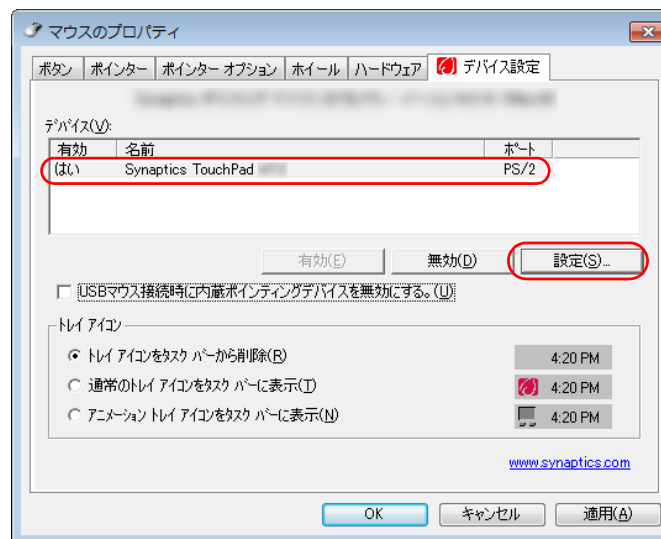 マウスのプロパティ
ボタン ポインター ポインター オプション ホイール ハードウェア デバイス設定
デバイス(V):
有効 名前 ポート
はい Synaptics TouchPad PS/2
有効(E) 無効(D) 設定(S)...
USBマウス接続時に内蔵ポインティングデバイスを無効にする。(U)
トレイ アイコン
トレイ アイコンをタスク バーから削除(R) 4:20 PM
通常のトレイ アイコンをタスク バーに表示(T) 4:20 PM
アニメーション トレイ アイコンをタスク バーに表示(N) 4:20 PM
www.synaptics.com
OK キャンセル 適用(A)